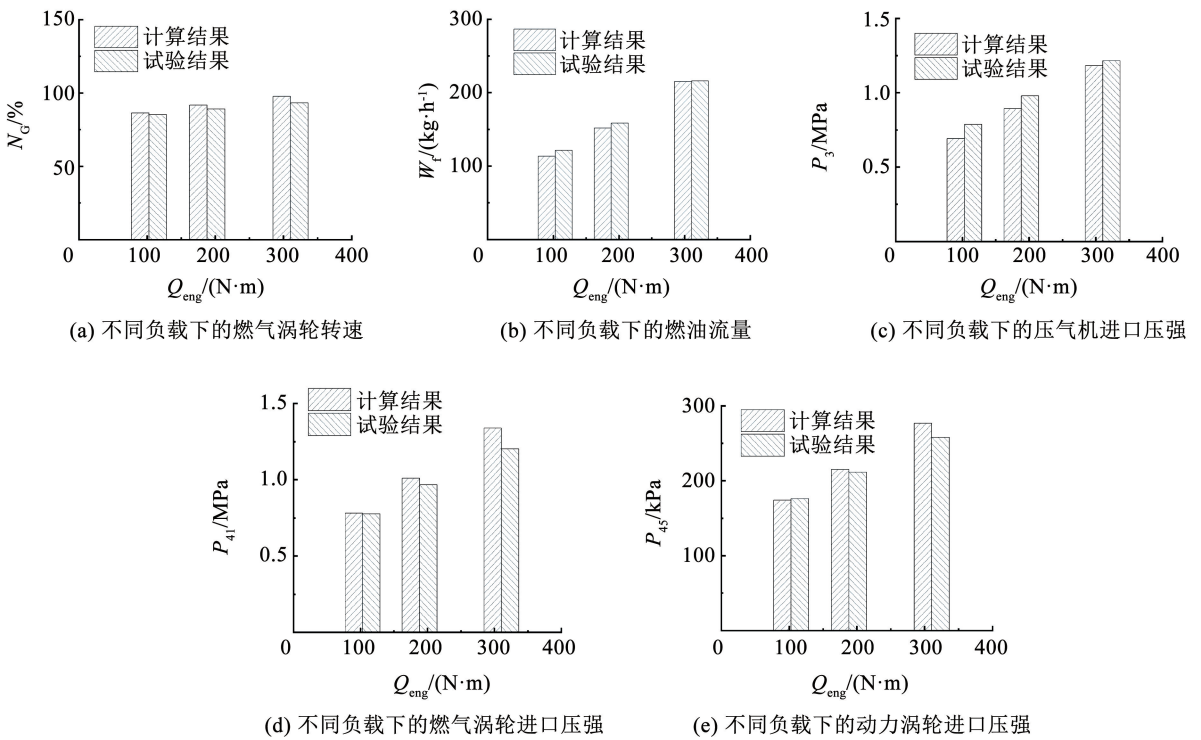 150
100
50
0
100
200
300
400
N_G/%
计算结果
试验结果
Q_eng/(N·m)
(a) 不同负载下的燃气涡轮转速
300
200
100
0
100
200
300
400
W_f/(kg·h⁻¹)
计算结果
试验结果
Q_eng/(N·m)
(b) 不同负载下的燃油流量
1.5
1.0
0.5
0
100
200
300
400
P_3/MPa
计算结果
试验结果
Q_eng/(N·m)
(c) 不同负载下的压气机进口压强
1.5
1.0
0.5
0
100
200
300
400
P_41/MPa
计算结果
试验结果
Q_eng/(N·m)
(d) 不同负载下的燃气涡轮进口压强
300
200
100
0
100
200
300
400
P_45/kPa
计算结果
试验结果
Q_eng/(N·m)
(e) 不同负载下的动力涡轮进口压强